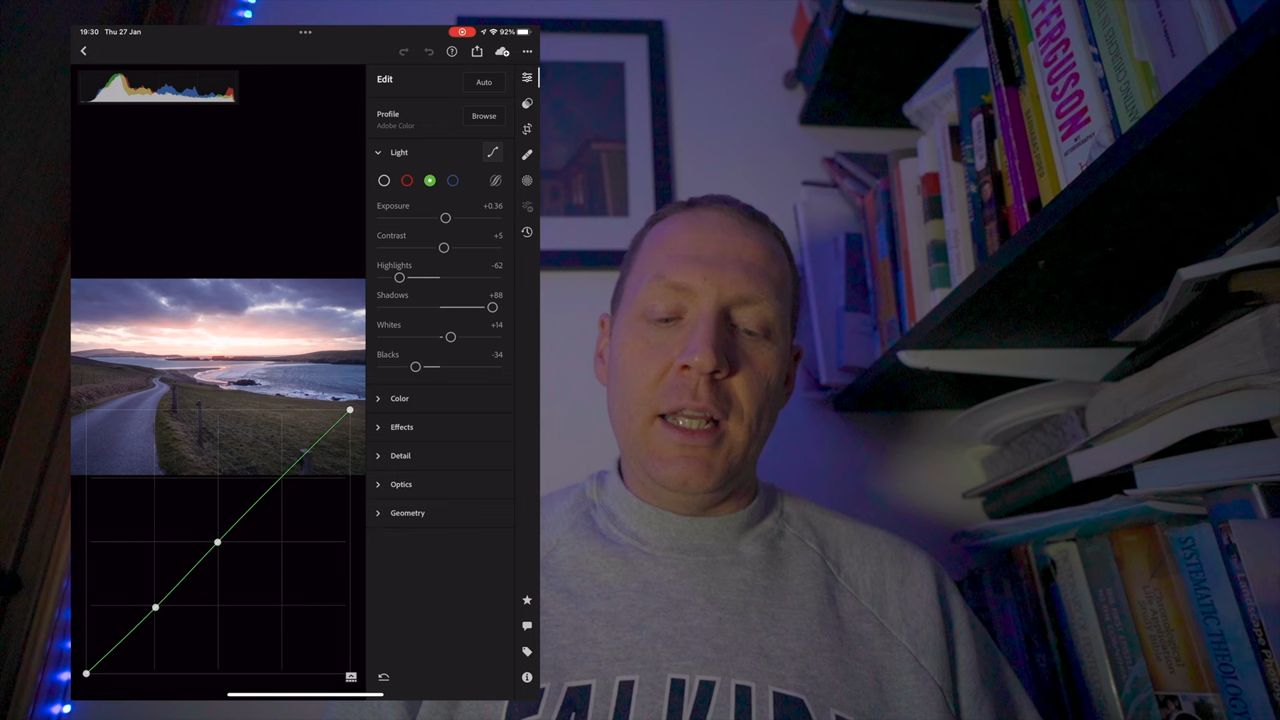 19:30 Thu 27 Jan
92%
Edit
Auto
Profile
Adobe Color
Browse
Light
Exposure +0.36
Contrast +5
Highlights -62
Shadows +88
Whites +14
Blacks -34
Color
Effects
Detail
Optics
Geometry
FERGUSON
SYSTEMATIC THEOLOGY
Landscape